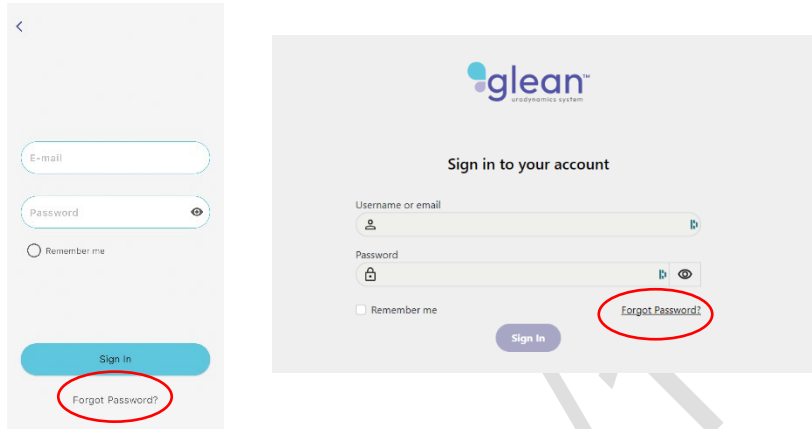 E-mail
Password
Remember me
Sign In
Forgot Password?
glean™
urodynamics system
Sign in to your account
Username or email
Password
Remember me
Forgot Password?
Sign In